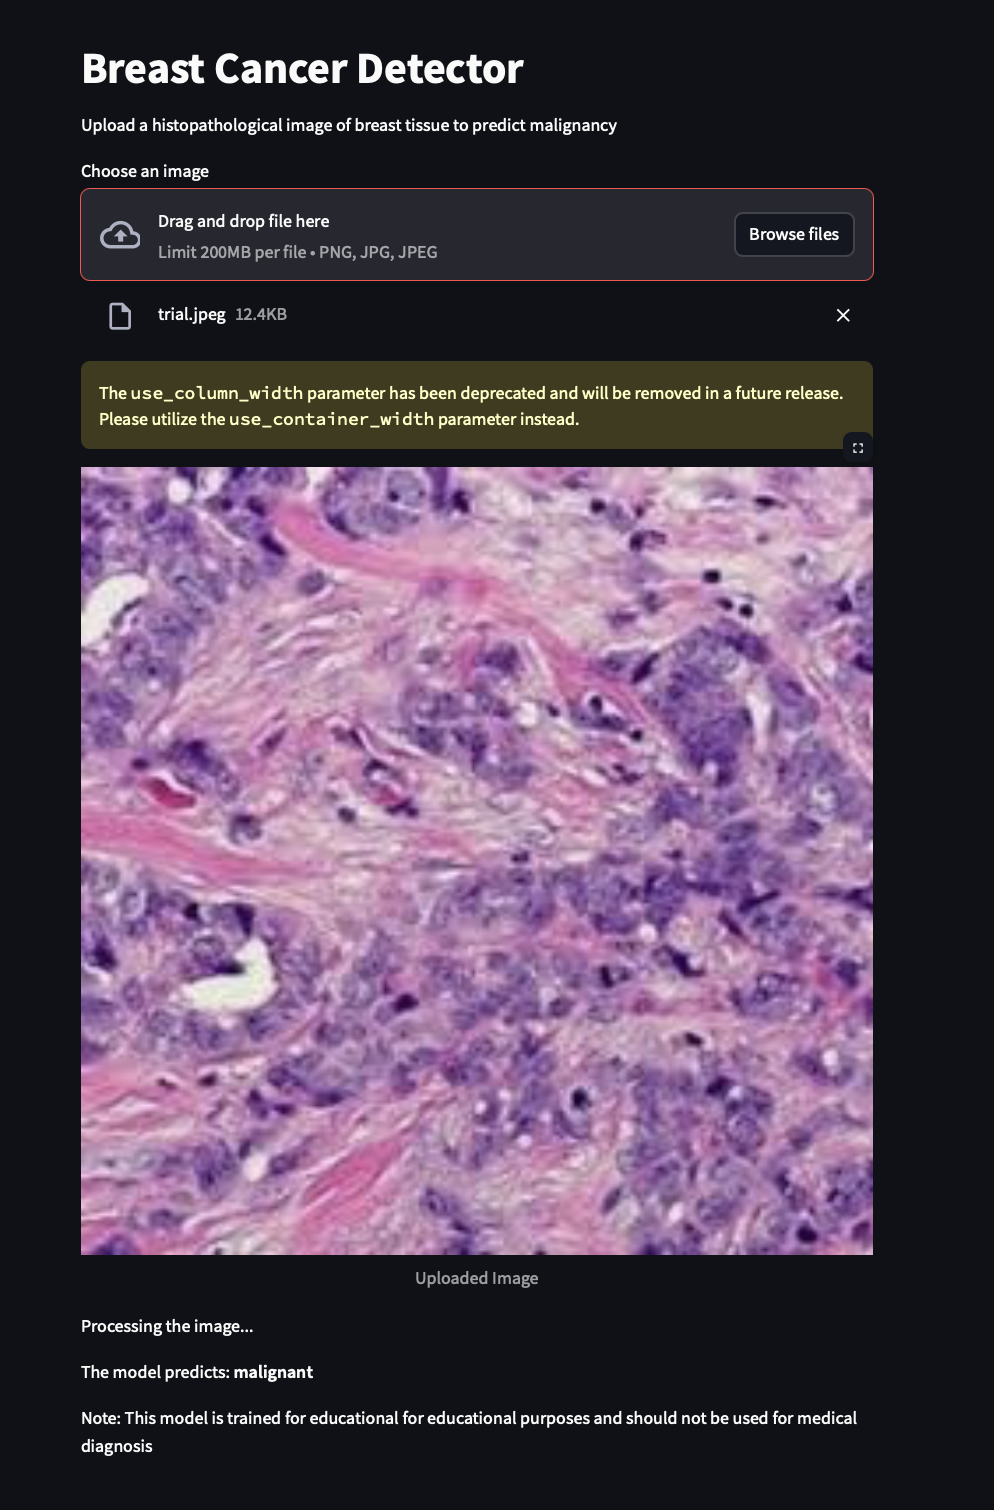 Breast Cancer Detector
Upload a histopathological image of breast tissue to predict malignancy
Choose an image
Drag and drop file here
Limit 200MB per file • PNG, JPG, JPEG
Browse files
trial.jpeg 12.4KB
The use_column_width parameter has been deprecated and will be removed in a future release.
Please utilize the use_container_width parameter instead.
Uploaded Image
Processing the image...
The model predicts: malignant
Note: This model is trained for educational for educational purposes and should not be used for medical
diagnosis